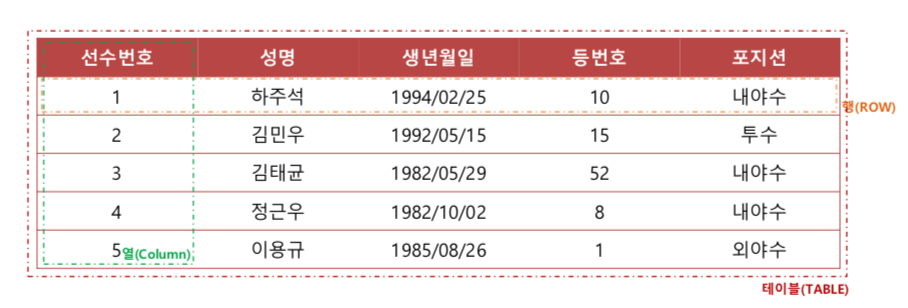 선수번호 성명 생년월일 등번호 포지션
1 하주석 1994/02/25 10 내야수
행(ROW)
2 김민우 1992/05/15 15 투수
3 김태균 1982/05/29 52 내야수
4 정근우 1982/10/02 8 내야수
5 이용규 1985/08/26 1 외야수
열(Column)
테이블(TABLE)